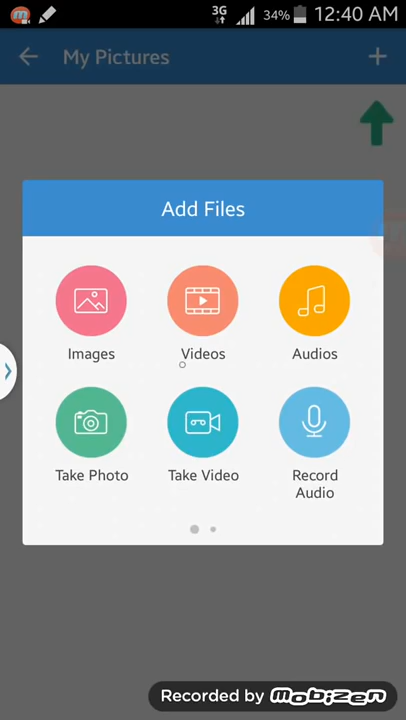 3G 34% 12:40 AM
My Pictures
Add Files
Images Videos Audios
Take Photo Take Video Record
Audio
Recorded by mobizen